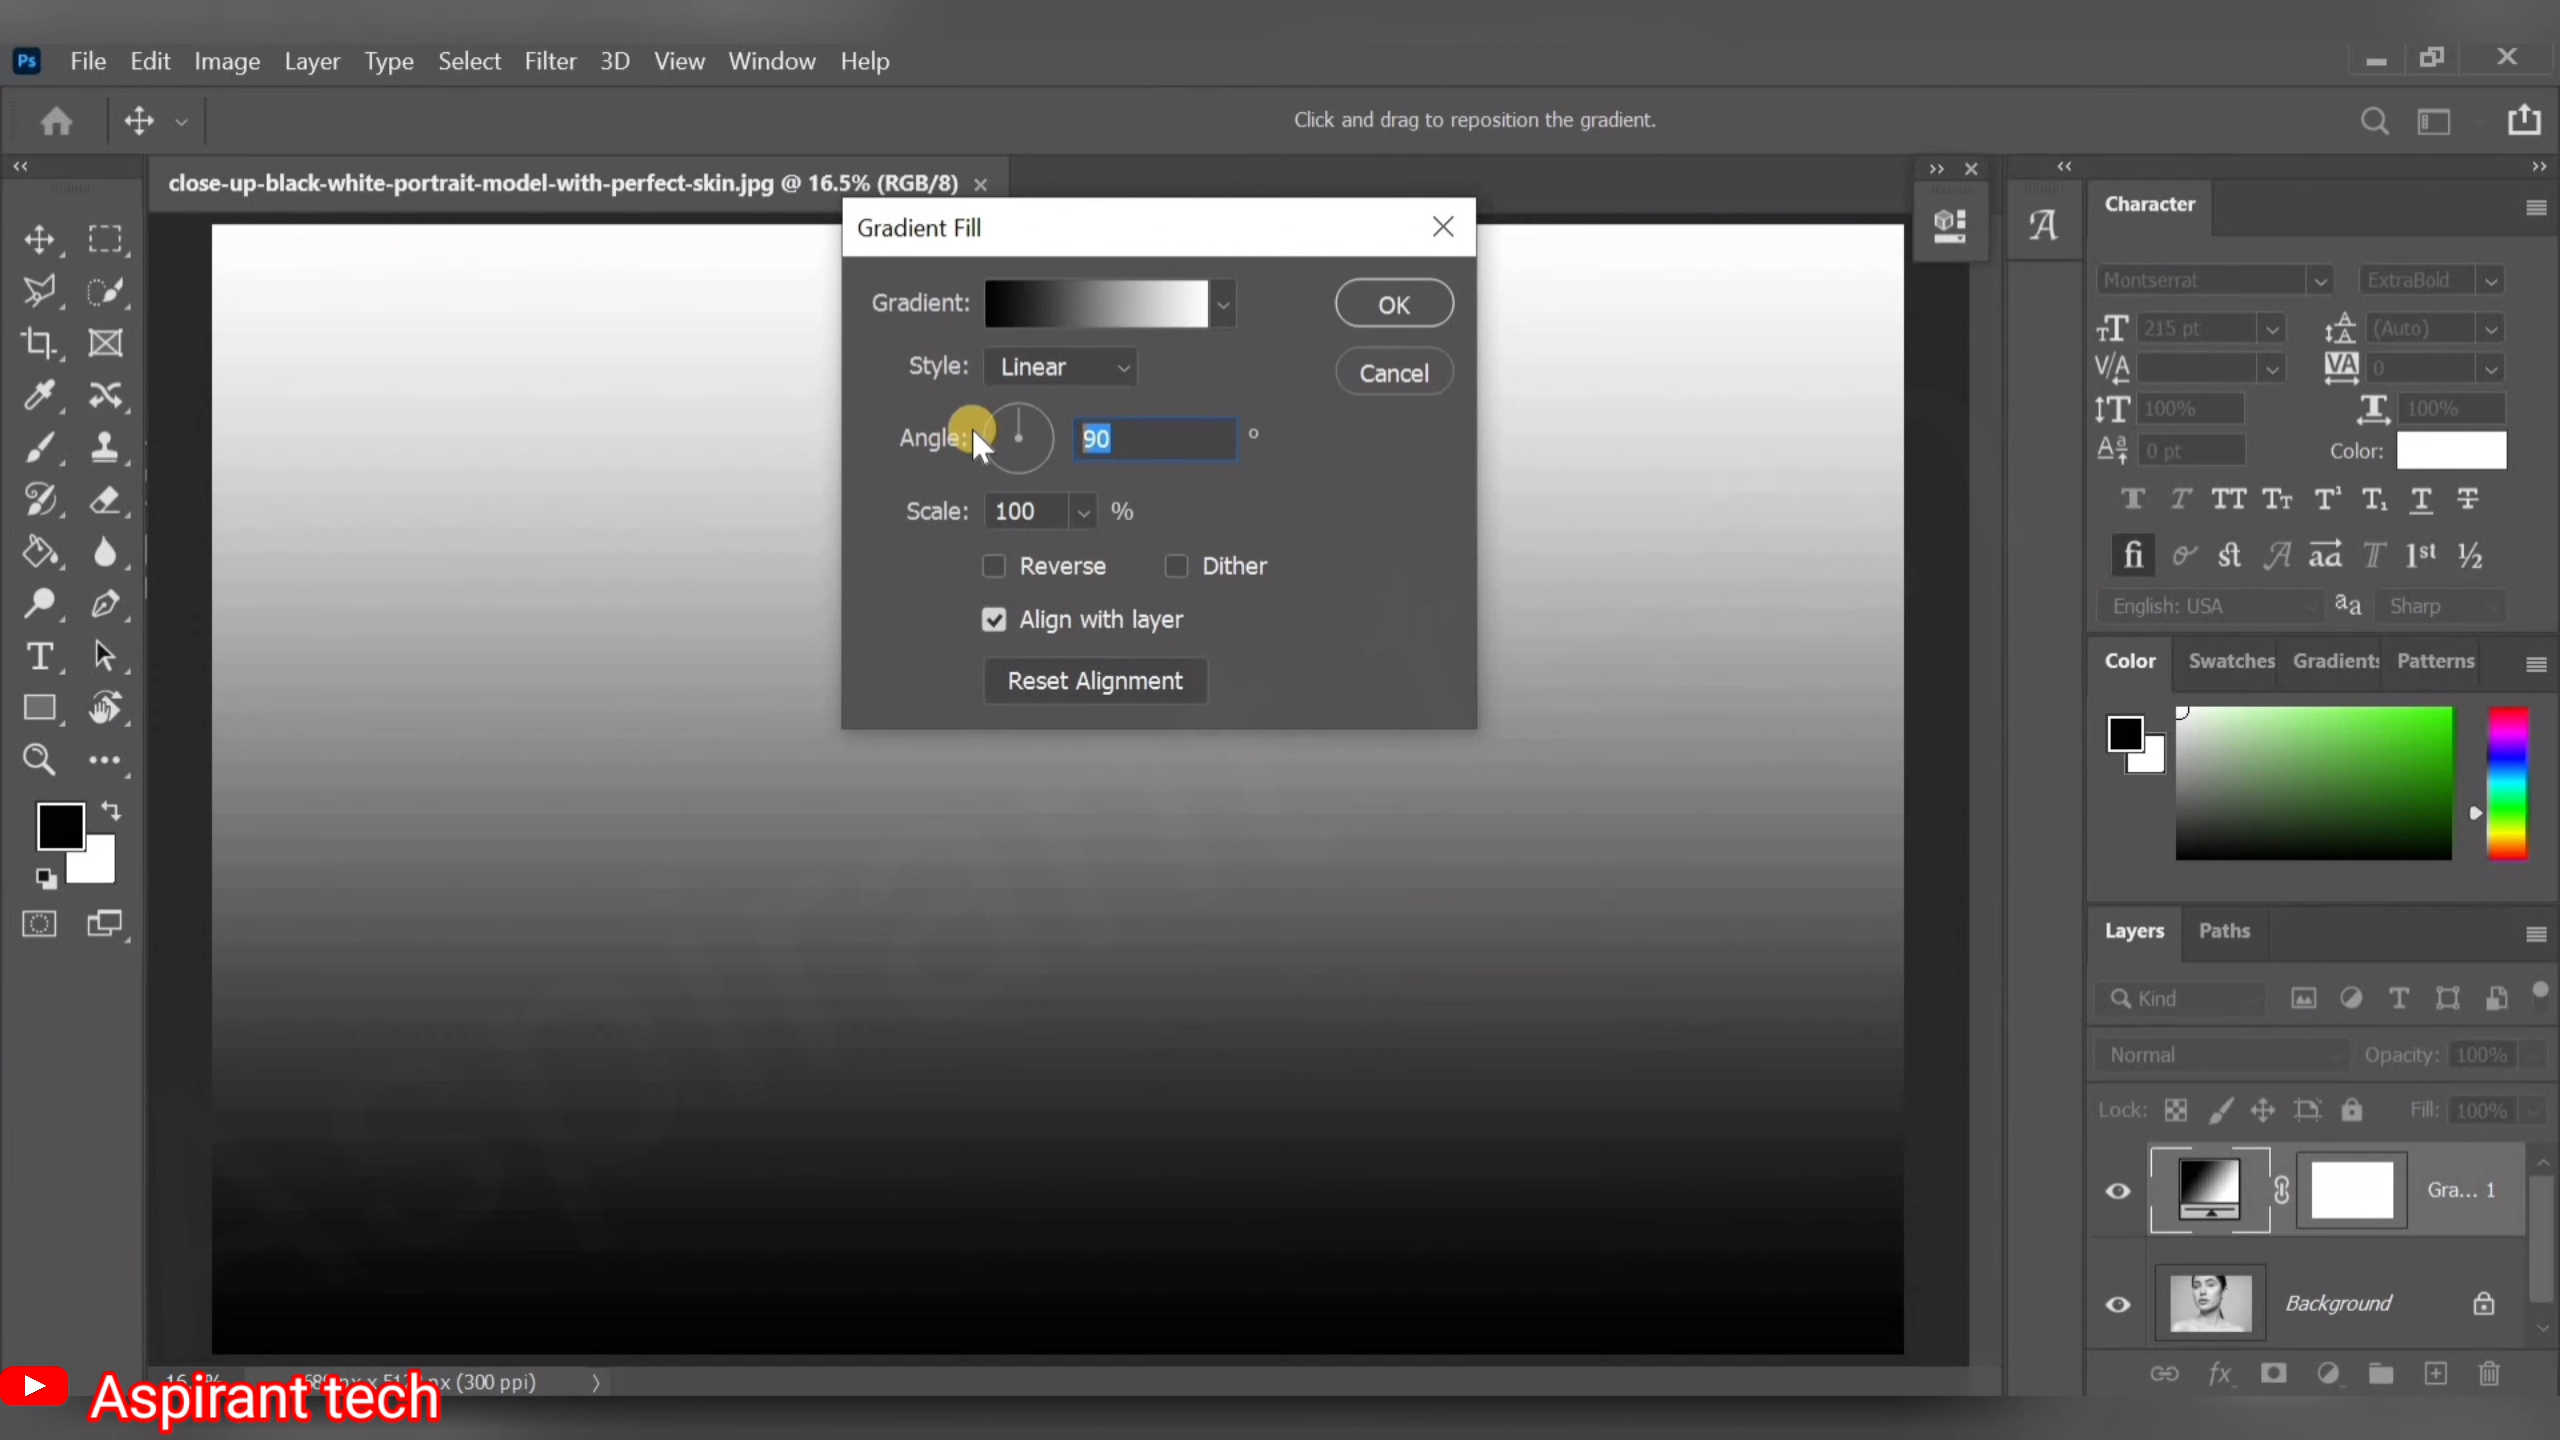 Ps File Edit Image Layer Type Select Filter 3D View Window Help
Click and drag to reposition the gradient.
close-up-black-white-portrait-model-with-perfect-skin.jpg @ 16.5% (RGB/8)
Gradient Fill
Gradient:
OK
Style: Linear
Cancel
Angle: 90 °
Scale: 100 %
Reverse Dither
Align with layer
Reset Alignment
Character
Montserrat ExtraBold
215 pt (Auto)
0
100% 100%
0 pt Color:
English: USA Sharp
Color Swatches Gradients Patterns
Layers Paths
Kind
Normal Opacity: 100%
Lock: Fill: 100%
Gra... 1
Background
px (300 ppi)
Aspirant tech
Aspirant